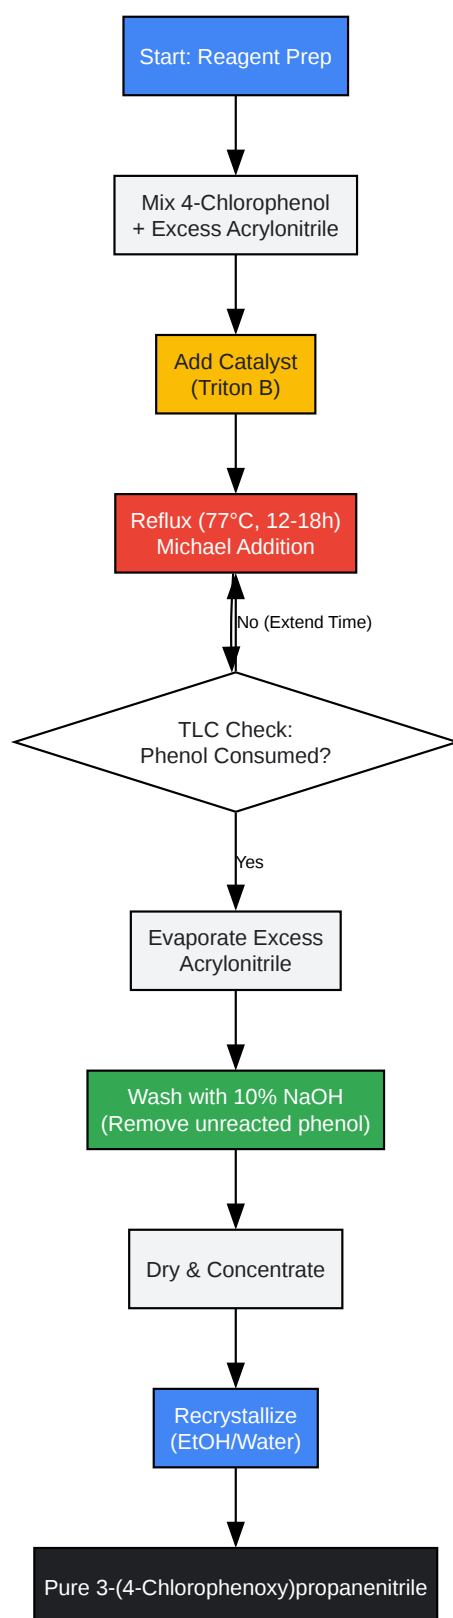 Start: Reagent Prep
Mix 4-Chlorophenol
+ Excess Acrylonitrile
Add Catalyst
(Triton B)
Reflux (77°C, 12-18h)
Michael Addition
No (Extend Time)
TLC Check:
Phenol Consumed?
Yes
Evaporate Excess
Acrylonitrile
Wash with 10% NaOH
(Remove unreacted phenol)
Dry & Concentrate
Recrystallize
(EtOH/Water)
Pure 3-(4-Chlorophenoxy)propanenitrile